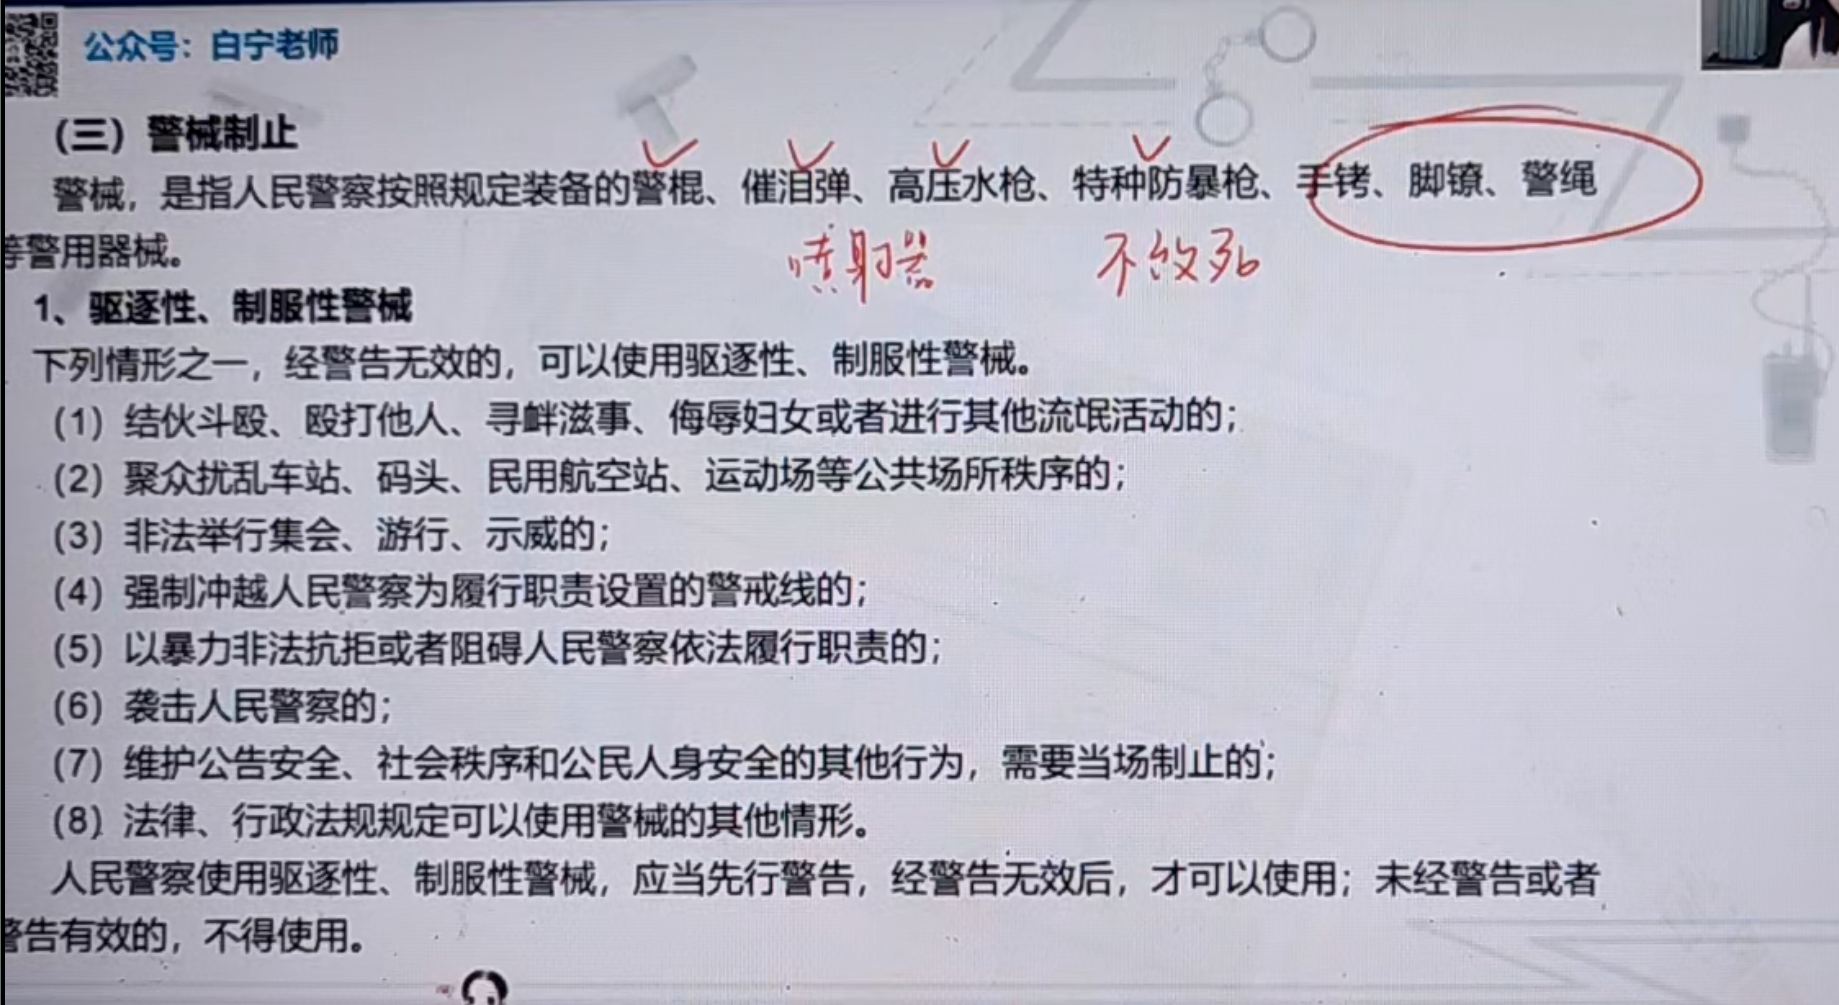 公众号：白宁老师
（三）警械制止
警械，是指人民警察按照规定装备的警棍、催泪弹、高压水枪、特种防暴枪、手铐、脚镣、警绳
等警用器械。
喷射器 不致死
1、驱逐性、制服性警械
下列情形之一，经警告无效的，可以使用驱逐性、制服性警械。
（1）结伙斗殴、殴打他人、寻衅滋事、侮辱妇女或者进行其他流氓活动的；
（2）聚众扰乱车站、码头、民用航空站、运动场等公共场所秩序的；
（3）非法举行集会、游行、示威的；
（4）强制冲越人民警察为履行职责设置的警戒线的；
（5）以暴力非法抗拒或者阻碍人民警察依法履行职责的；
（6）袭击人民警察的；
（7）维护公告安全、社会秩序和公民人身安全的其他行为，需要当场制止的；
（8）法律、行政法规规定可以使用警械的其他情形。
人民警察使用驱逐性、制服性警械，应当先行警告，经警告无效后，才可以使用；未经警告或者
警告有效的，不得使用。